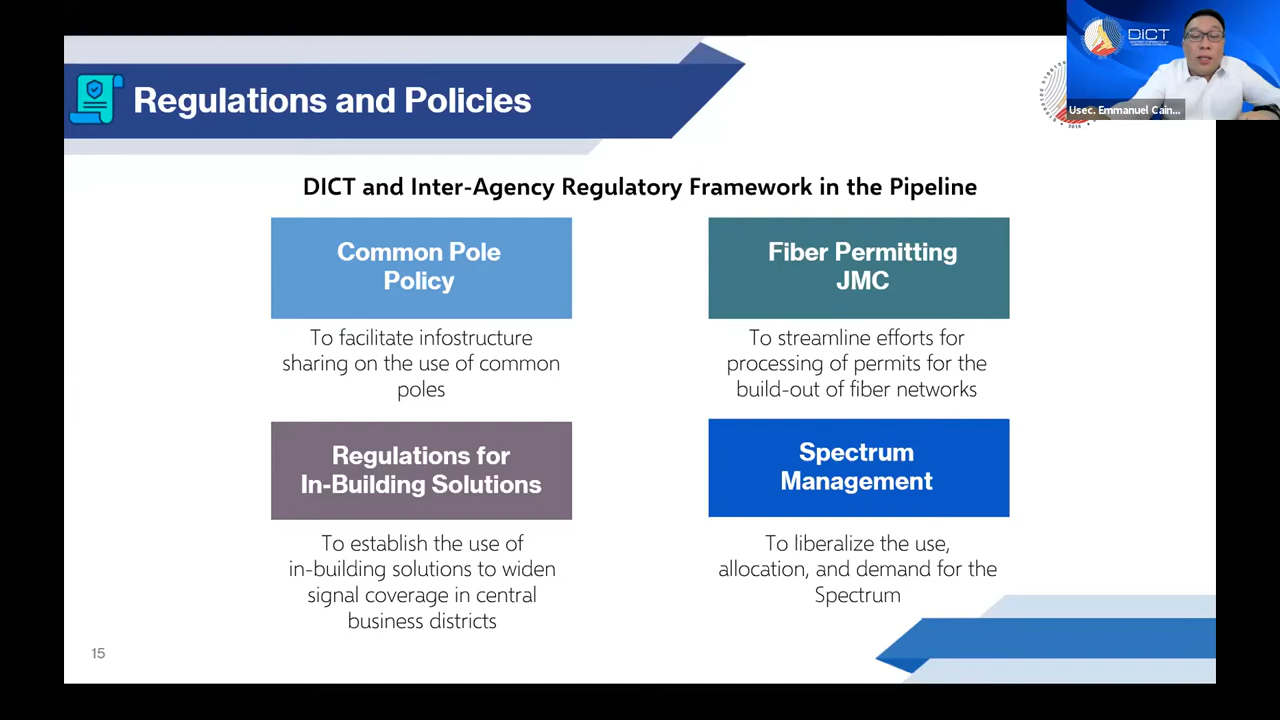 Regulations and Policies
DICT
Usec. Emmanuel Cain...
DICT and Inter-Agency Regulatory Framework in the Pipeline
Common Pole
Policy
To facilitate infostructure
sharing on the use of common
poles
Fiber Permitting
JMC
To streamline efforts for
processing of permits for the
build-out of fiber networks
Regulations for
In-Building Solutions
To establish the use of
in-building solutions to widen
signal coverage in central
business districts
Spectrum
Management
To liberalize the use,
allocation, and demand for the
Spectrum
15